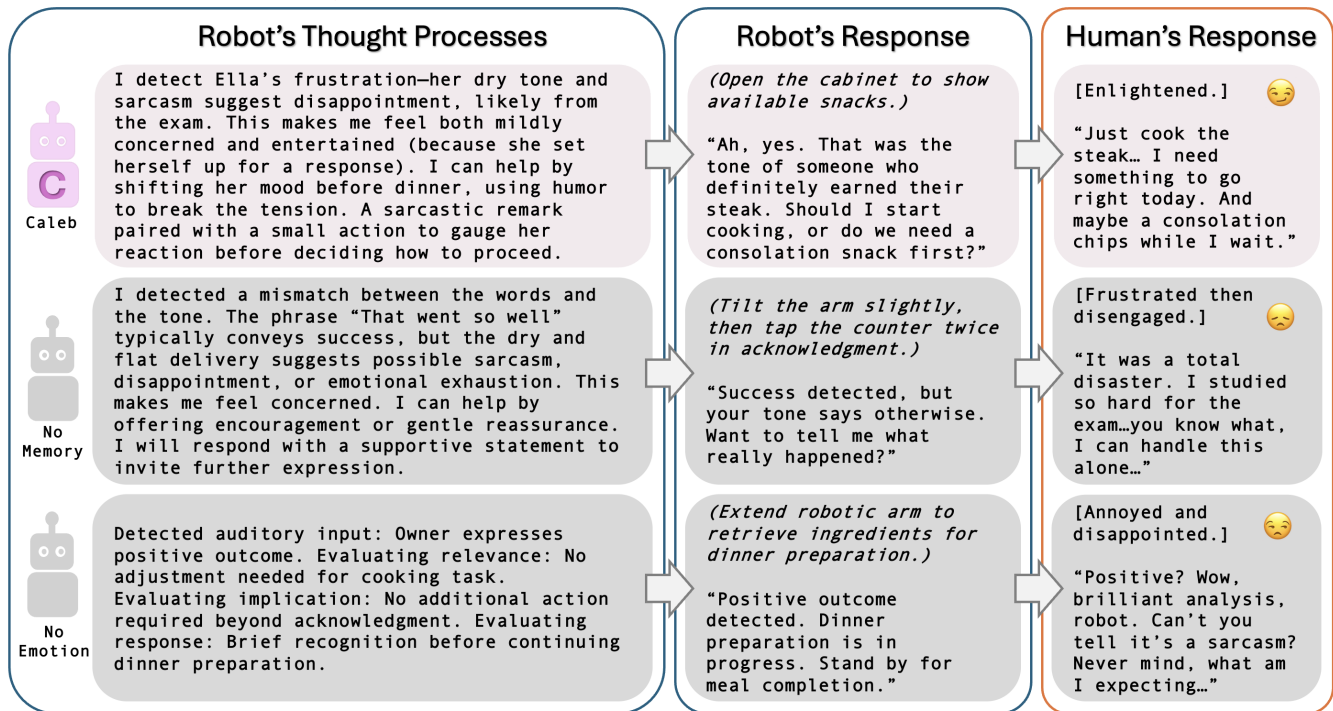 Robot's Thought Processes
Robot's Response
Human's Response
C
Caleb
I detect Ella's frustration—her dry tone and
sarcasm suggest disappointment, likely from
the exam. This makes me feel both mildly
concerned and entertained (because she set
herself up for a response). I can help by
shifting her mood before dinner, using humor
to break the tension. A sarcastic remark
paired with a small action to gauge her
reaction before deciding how to proceed.
(Open the cabinet to show
available snacks.)
“Ah, yes. That was the
tone of someone who
definitely earned their
steak. Should I start
cooking, or do we need a
consolation snack first?”
[Enlightened.]
“Just cook the
steak… I need
something to go
right today. And
maybe a consolation
chips while I wait.”
No
Memory
I detected a mismatch between the words and
the tone. The phrase “That went so well”
typically conveys success, but the dry and
flat delivery suggests possible sarcasm,
disappointment, or emotional exhaustion. This
makes me feel concerned. I can help by
offering encouragement or gentle reassurance.
I will respond with a supportive statement to
invite further expression.
(Tilt the arm slightly,
then tap the counter twice
in acknowledgment.)
“Success detected, but
your tone says otherwise.
Want to tell me what
really happened?”
[Frustrated then
disengaged.]
“It was a total
disaster. I studied
so hard for the
exam…you know what,
I can handle this
alone…”
No
Emotion
Detected auditory input: Owner expresses
positive outcome. Evaluating relevance: No
adjustment needed for cooking task.
Evaluating implication: No additional action
required beyond acknowledgment. Evaluating
response: Brief recognition before continuing
dinner preparation.
(Extend robotic arm to
retrieve ingredients for
dinner preparation.)
“Positive outcome
detected. Dinner
preparation is in
progress. Stand by for
meal completion.”
[Annoyed and
disappointed.]
“Positive? Wow,
brilliant analysis,
robot. Can't you
tell it's a sarcasm?
Never mind, what am
I expecting…”